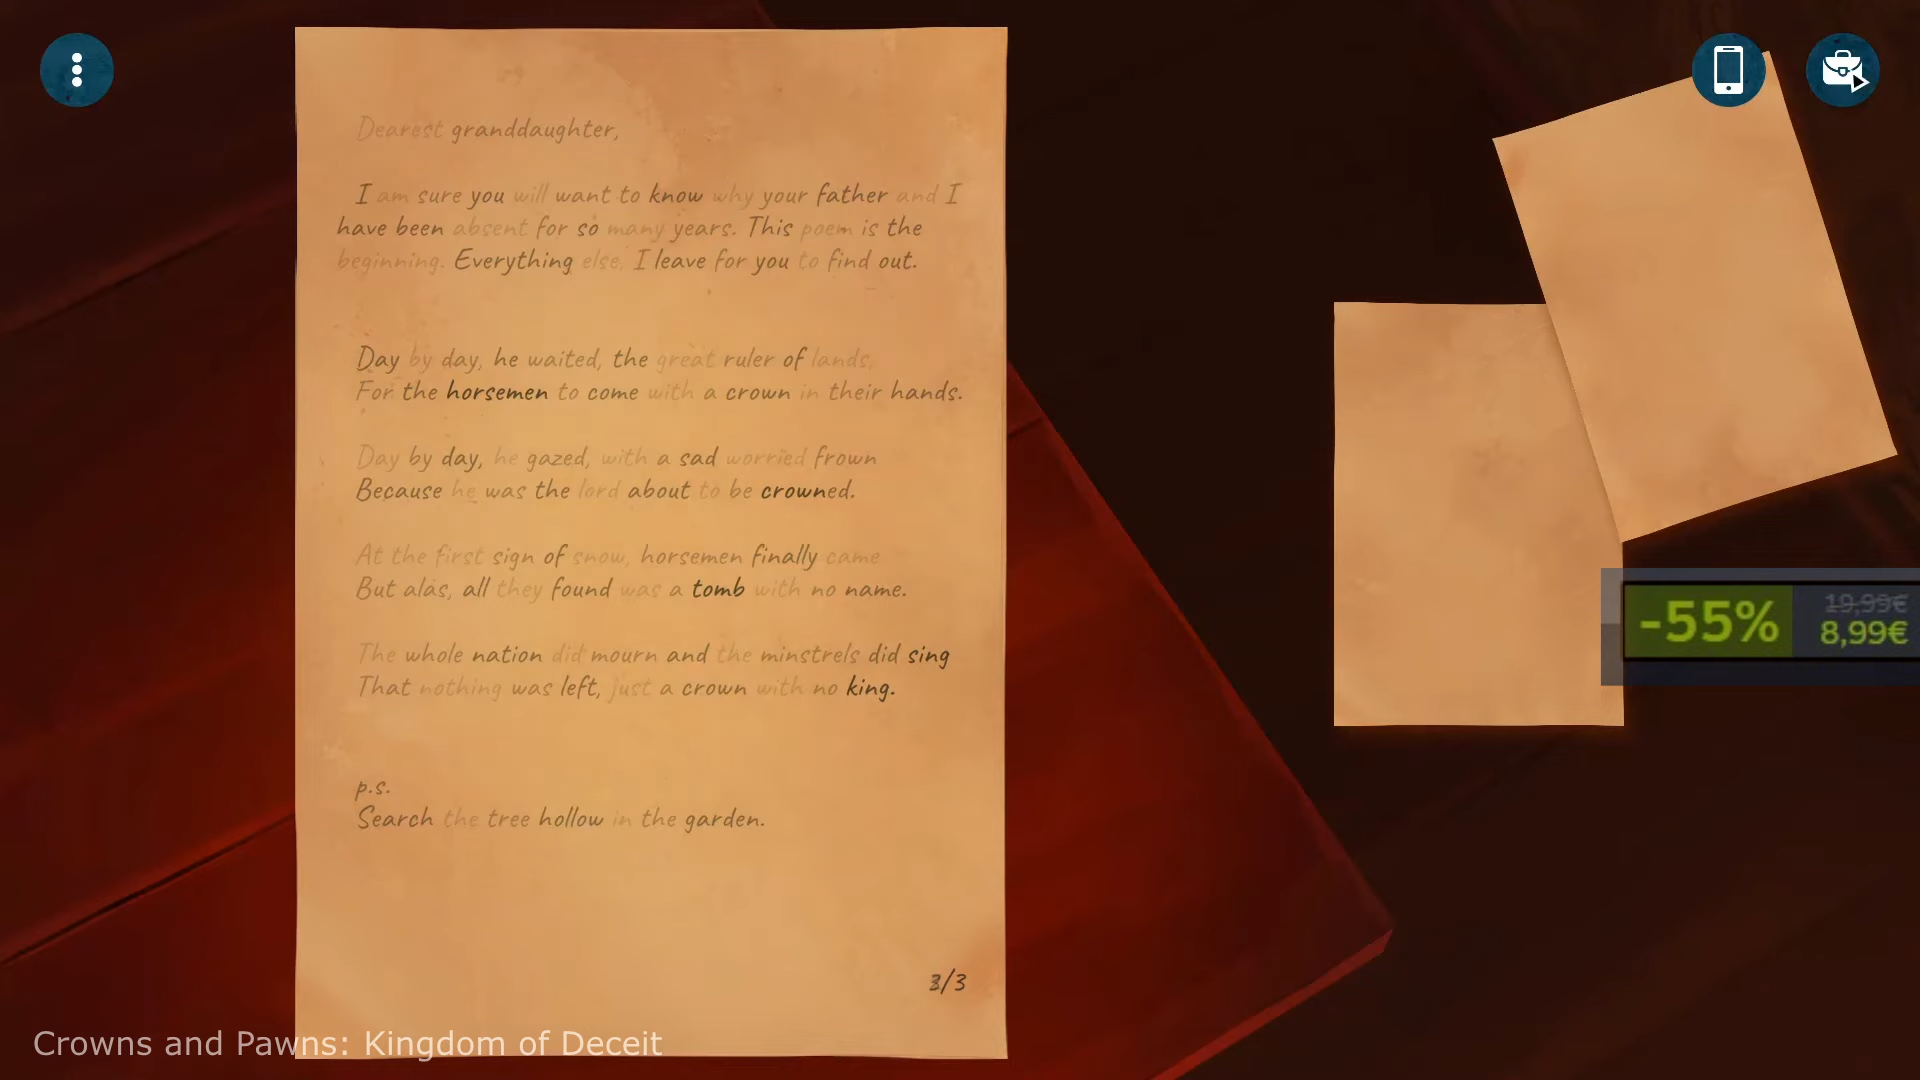 Dearest granddaughter,
I am sure you will want to know why your father and I
have been absent for so many years. This poem is the
beginning. Everything else, I leave for you to find out.
Day by day, he waited, the great ruler of lands,
For the horsemen to come with a crown in their hands.
Day by day, he gazed, with a sad worried frown
Because he was the lord about to be crowned.
At the first sign of snow, horsemen finally came
But alas, all they found was a tomb with no name.
The whole nation did mourn and the minstrels did sing
That nothing was left, just a crown with no king.
p.s.
Search the tree hollow in the garden.
/3
-55%
19,99€
8,99€
Crowns and Pawns: Kingdom of Deceit